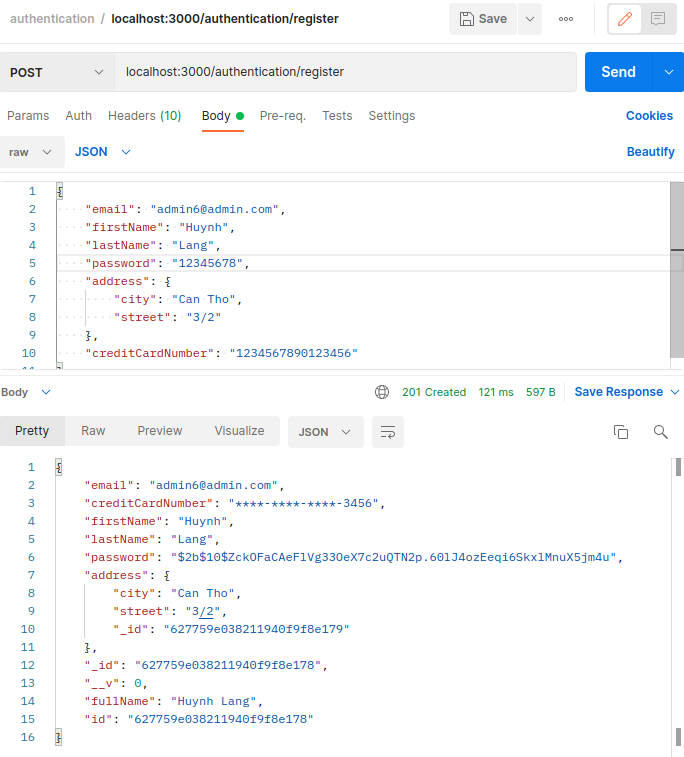 authentication / localhost:3000/authentication/register Save
POST localhost:3000/authentication/register Send
Params Auth Headers (10) Body Pre-req. Tests Settings Cookies
raw JSON Beautify
1 {
2 "email": "admin6@admin.com",
3 "firstName": "Huynh",
4 "lastName": "Lang",
5 "password": "12345678",
6 "address": {
7 "city": "Can Tho",
8 "street": "3/2"
9 },
10 "creditCardNumber": "1234567890123456"
11 }
Body 201 Created 121 ms 597 B Save Response
Pretty Raw Preview Visualize JSON
1 {
2 "email": "admin6@admin.com",
3 "creditCardNumber": "****-****-****-3456",
4 "firstName": "Huynh",
5 "lastName": "Lang",
6 "password": "$2b$10$ZckOFaCAeFlVg33OeX7c2uQTN2p.60lJ4ozEeqi6SkxlMnuX5jm4u",
7 "address": {
8 "city": "Can Tho",
9 "street": "3/2",
10 "_id": "627759e038211940f9f8e179"
11 },
12 "_id": "627759e038211940f9f8e178",
13 "__v": 0,
14 "fullName": "Huynh Lang",
15 "id": "627759e038211940f9f8e178"
16 }